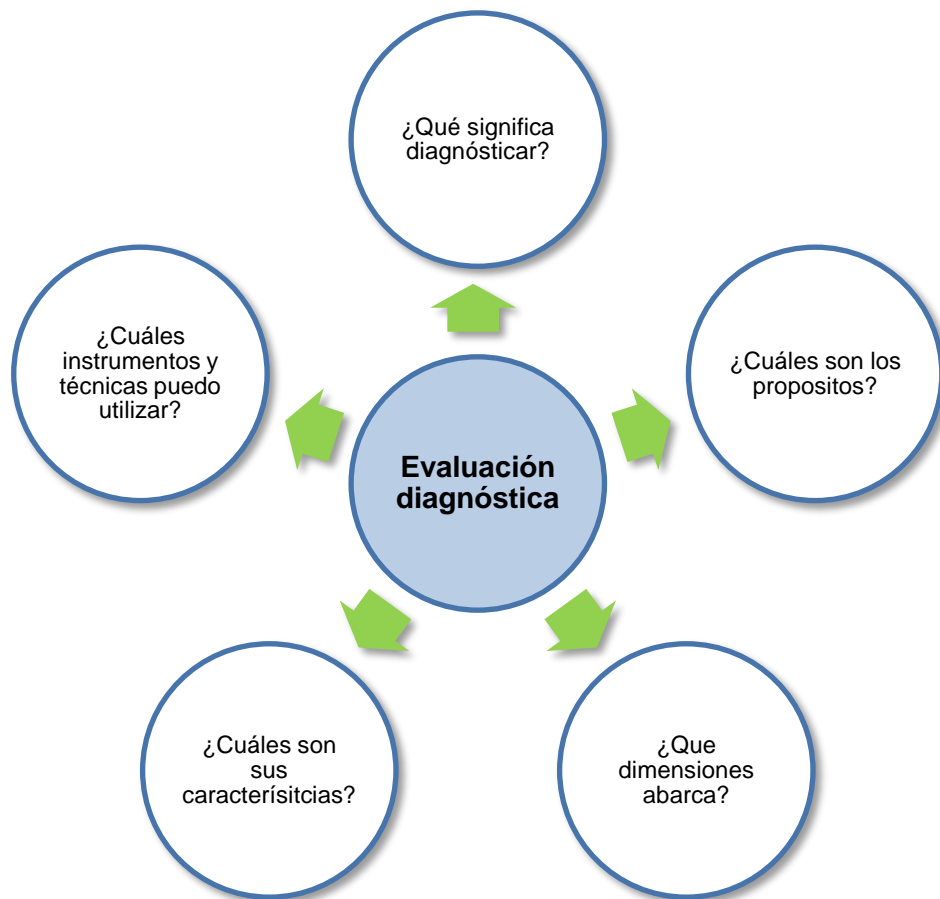 ¿Qué significa
diagnósticar?
¿Cuáles
instrumentos y
técnicas puedo
utilizar?
¿Cuáles son los
propositos?
Evaluación
diagnóstica
¿Cuáles son
sus
caracterísitcias?
¿Que
dimensiones
abarca?